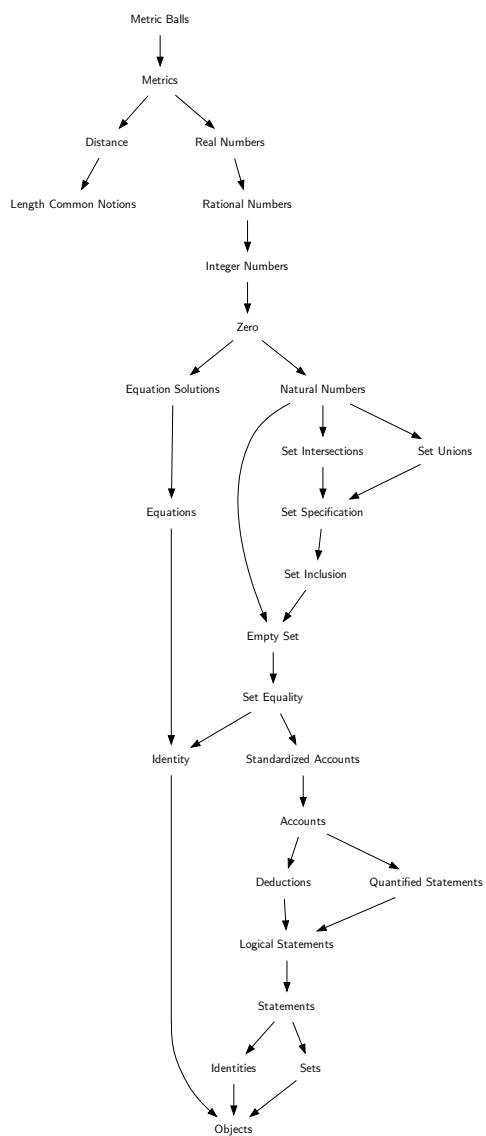 Metric Balls
Metrics
Distance
Real Numbers
Length Common Notions
Rational Numbers
Integer Numbers
Zero
Equation Solutions
Natural Numbers
Set Intersections
Set Unions
Equations
Set Specification
Set Inclusion
Empty Set
Set Equality
Identity
Standardized Accounts
Accounts
Deductions
Quantified Statements
Logical Statements
Statements
Identities
Sets
Objects